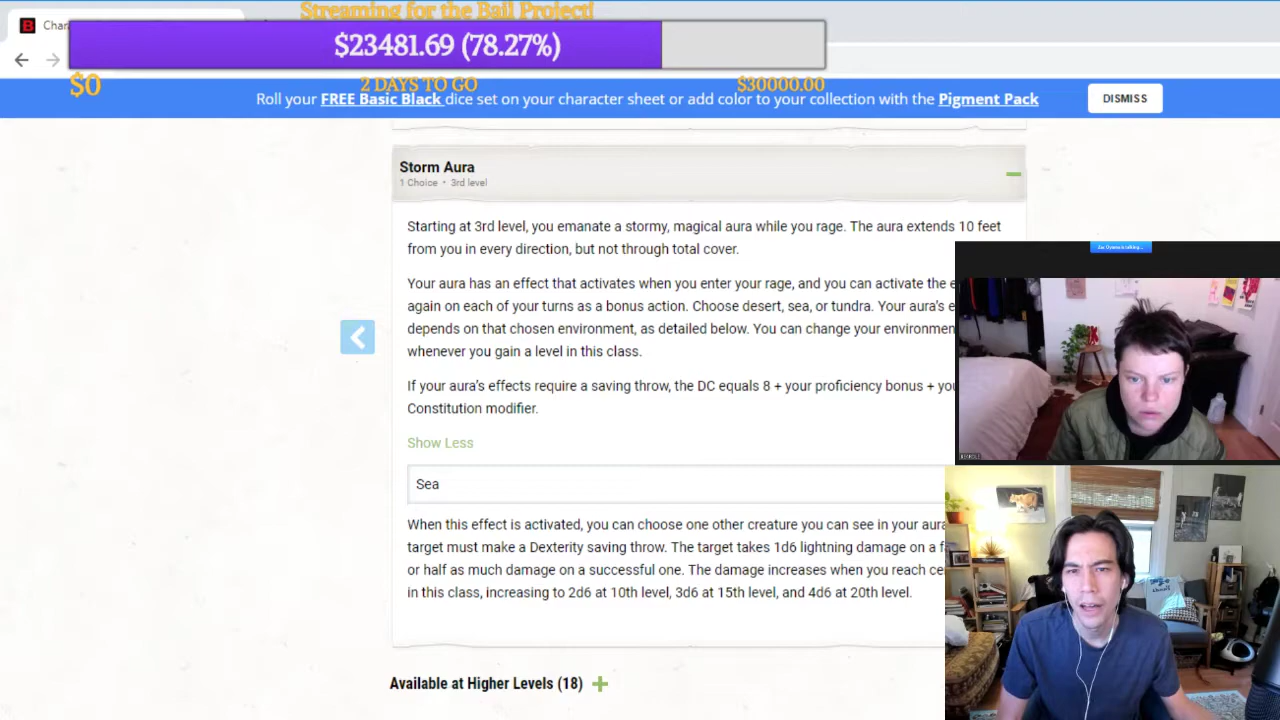 Streaming for the Bail Project!
Char
$23481.69 (78.27%)
$0
2 DAYS TO GO
$30000.00
Roll your FREE Basic Black dice set on your character sheet or add color to your collection with the Pigment Pack
DISMISS
Storm Aura
1 Choice • 3rd level
Starting at 3rd level, you emanate a stormy, magical aura while you rage. The aura extends 10 feet
from you in every direction, but not through total cover.
Your aura has an effect that activates when you enter your rage, and you can activate the e
again on each of your turns as a bonus action. Choose desert, sea, or tundra. Your aura's e
depends on that chosen environment, as detailed below. You can change your environmen
whenever you gain a level in this class.
If your aura's effects require a saving throw, the DC equals 8 + your proficiency bonus + you
Constitution modifier.
Show Less
Sea
When this effect is activated, you can choose one other creature you can see in your aura
target must make a Dexterity saving throw. The target takes 1d6 lightning damage on a f
or half as much damage on a successful one. The damage increases when you reach ce
in this class, increasing to 2d6 at 10th level, 3d6 at 15th level, and 4d6 at 20th level.
Available at Higher Levels (18)